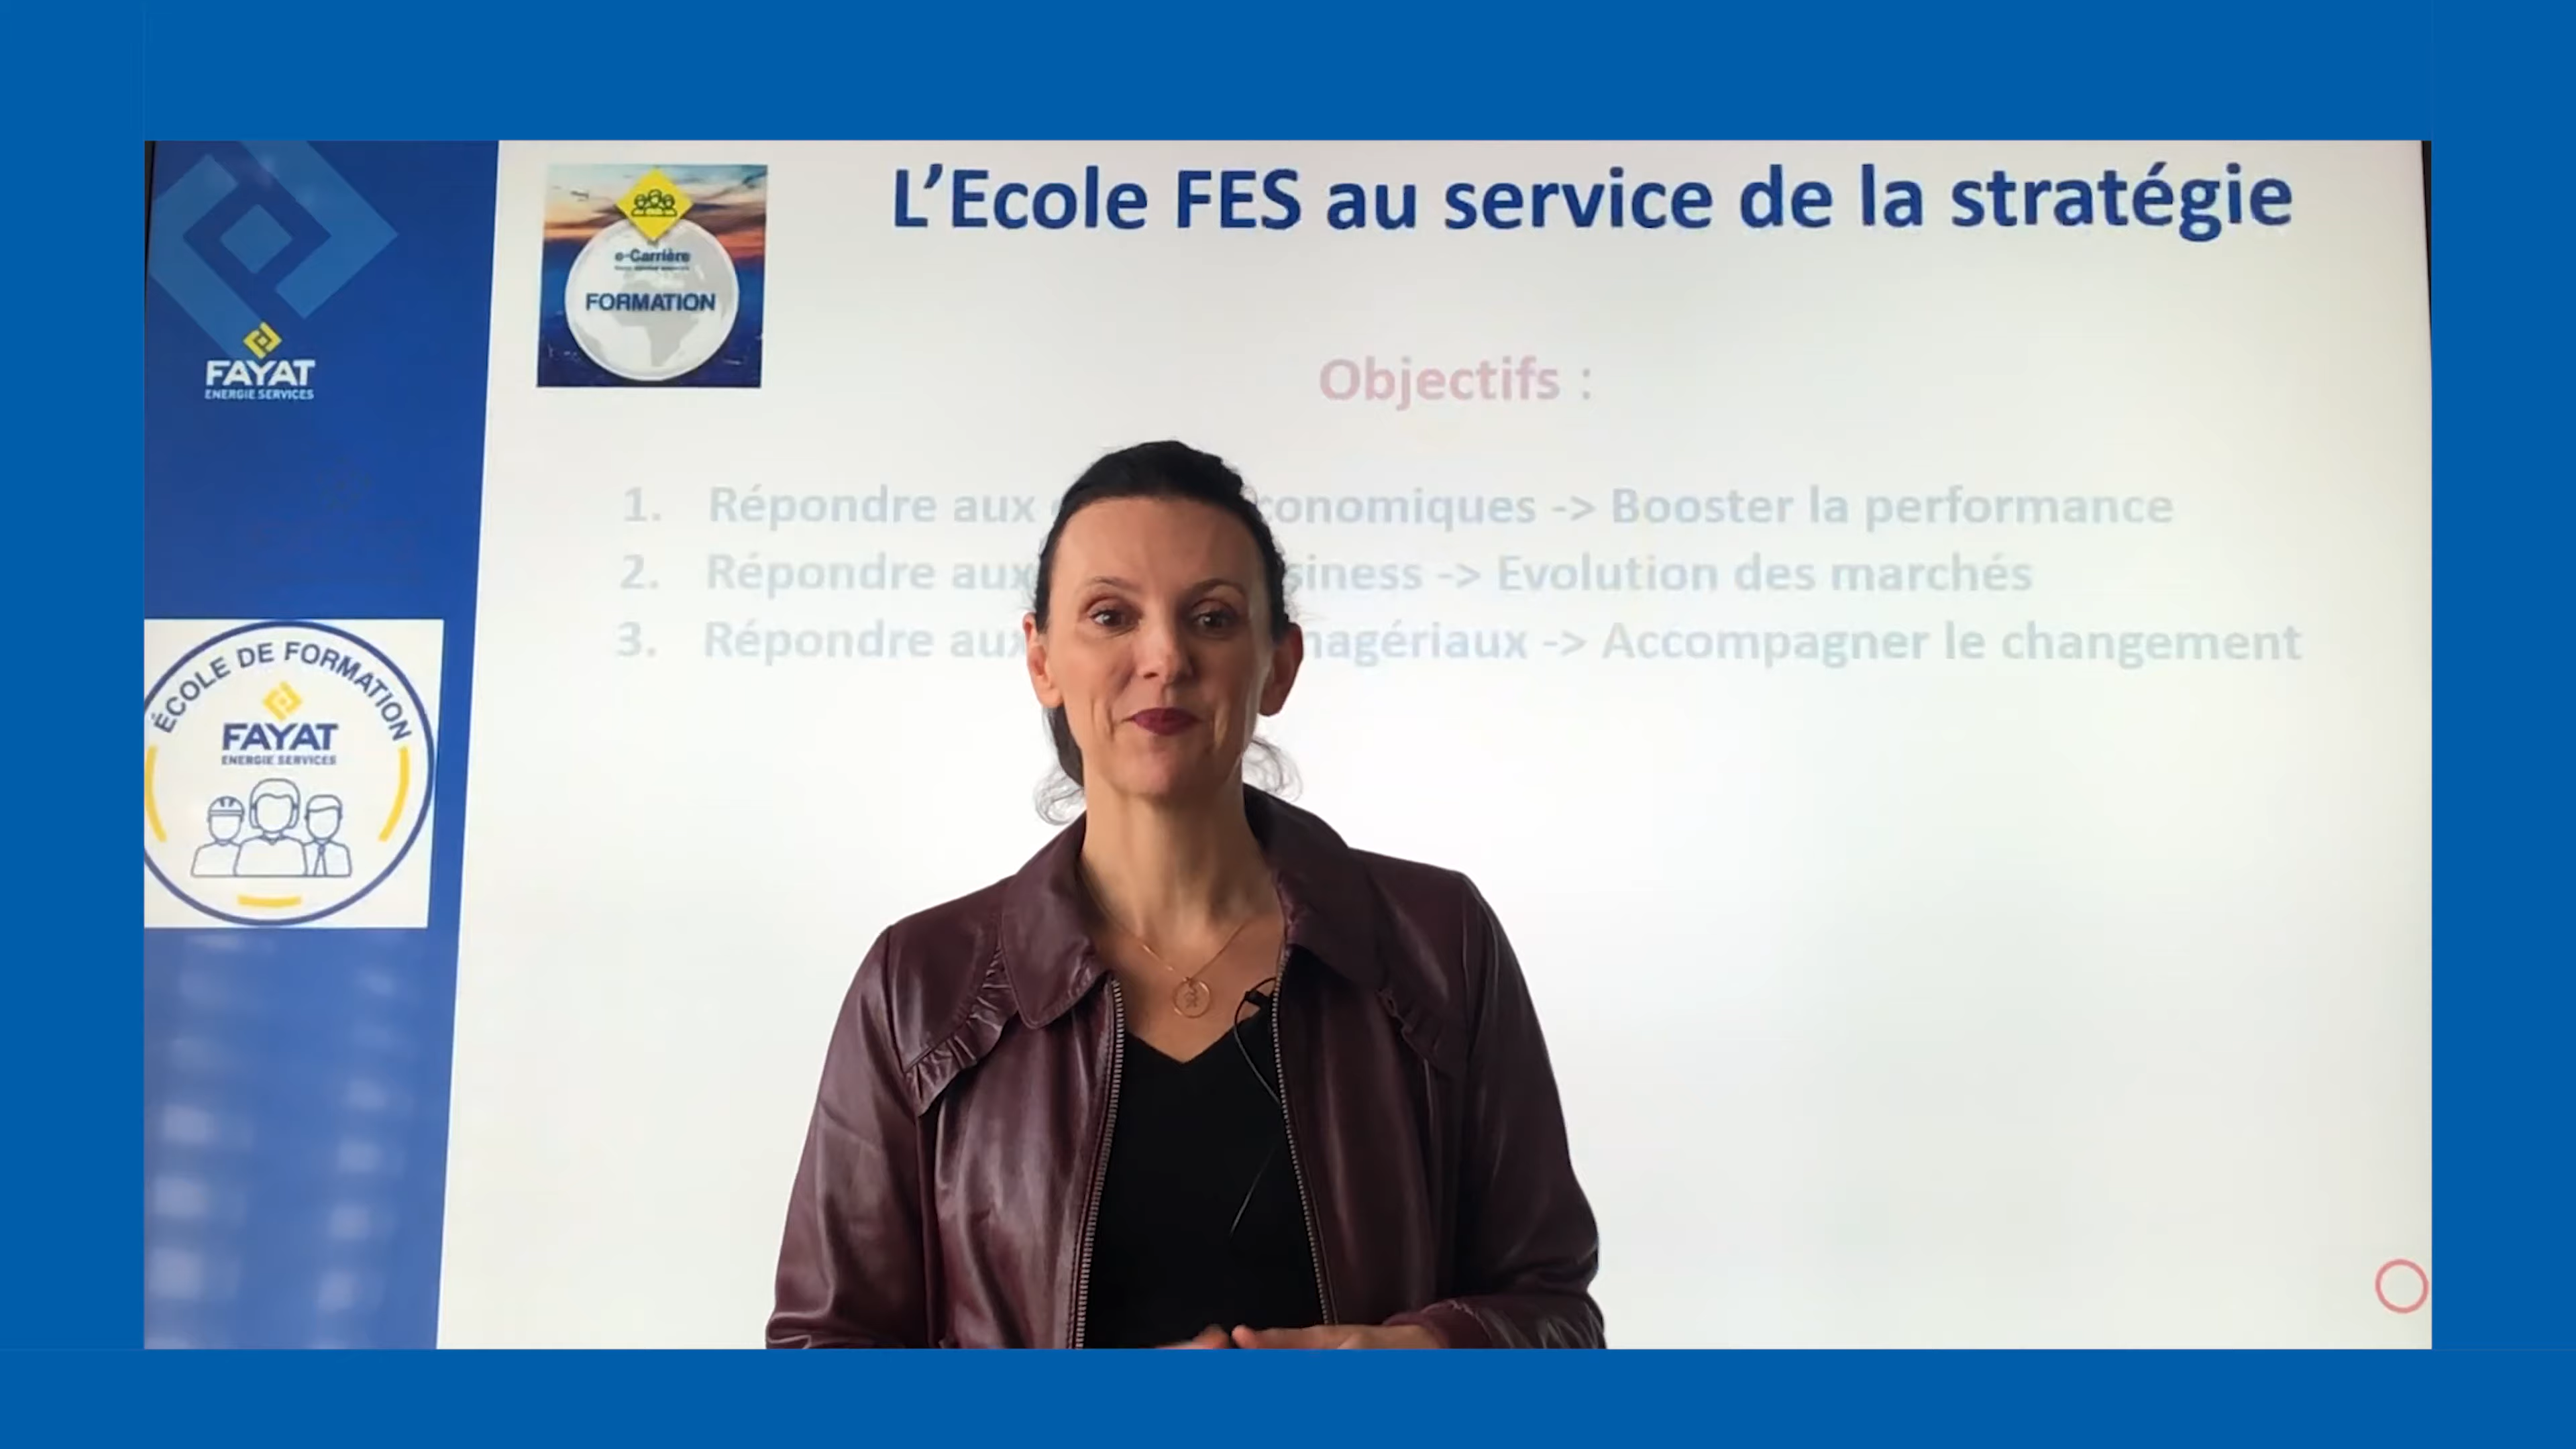 L'Ecole FES au service de la stratégie
e-Carrière
FORMATION
FAYAT
ENERGIE SERVICES
Objectifs :
1. Répondre aux conomiques -> Booster la performance
2. Répondre aux siness -> Evolution des marchés
3. Répondre aux nagériaux -> Accompagner le changement
ÉCOLE DE FORMATION
FAYAT
ENERGIE SERVICES